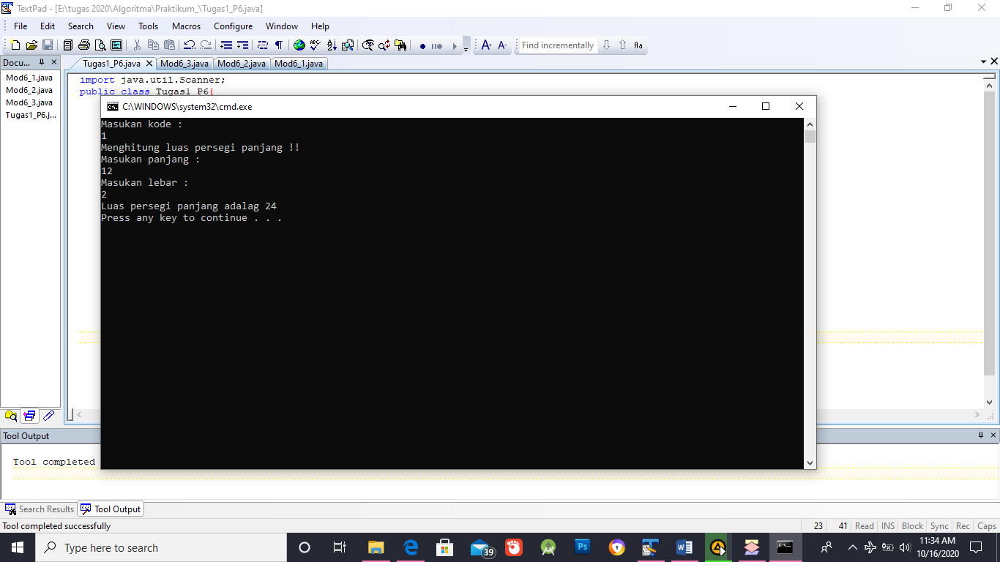 TextPad - [E:\tugas 2020\Algoritma\Praktikum_\Tugas1_P6.java]
File Edit Search View Tools Macros Configure Window Help
Find incrementally
Docu...
Tugas1_P6.java Mod6_3.java Mod6_2.java Mod6_1.java
Mod6_1.java
Mod6_2.java
Mod6_3.java
Tugas1_P6.j...
import java.util.Scanner;
public class Tugas1_P6{
C:\WINDOWS\system32\cmd.exe
Masukan kode :
1
Menghitung luas persegi panjang !!
Masukan panjang :
12
Masukan lebar :
2
Luas persegi panjang adalag 24
Press any key to continue . . .
Tool Output
Tool completed
Search Results Tool Output
Tool completed successfully
23 41 Read INS Block Sync Rec Caps
Type here to search
39
11:34 AM
10/16/2020